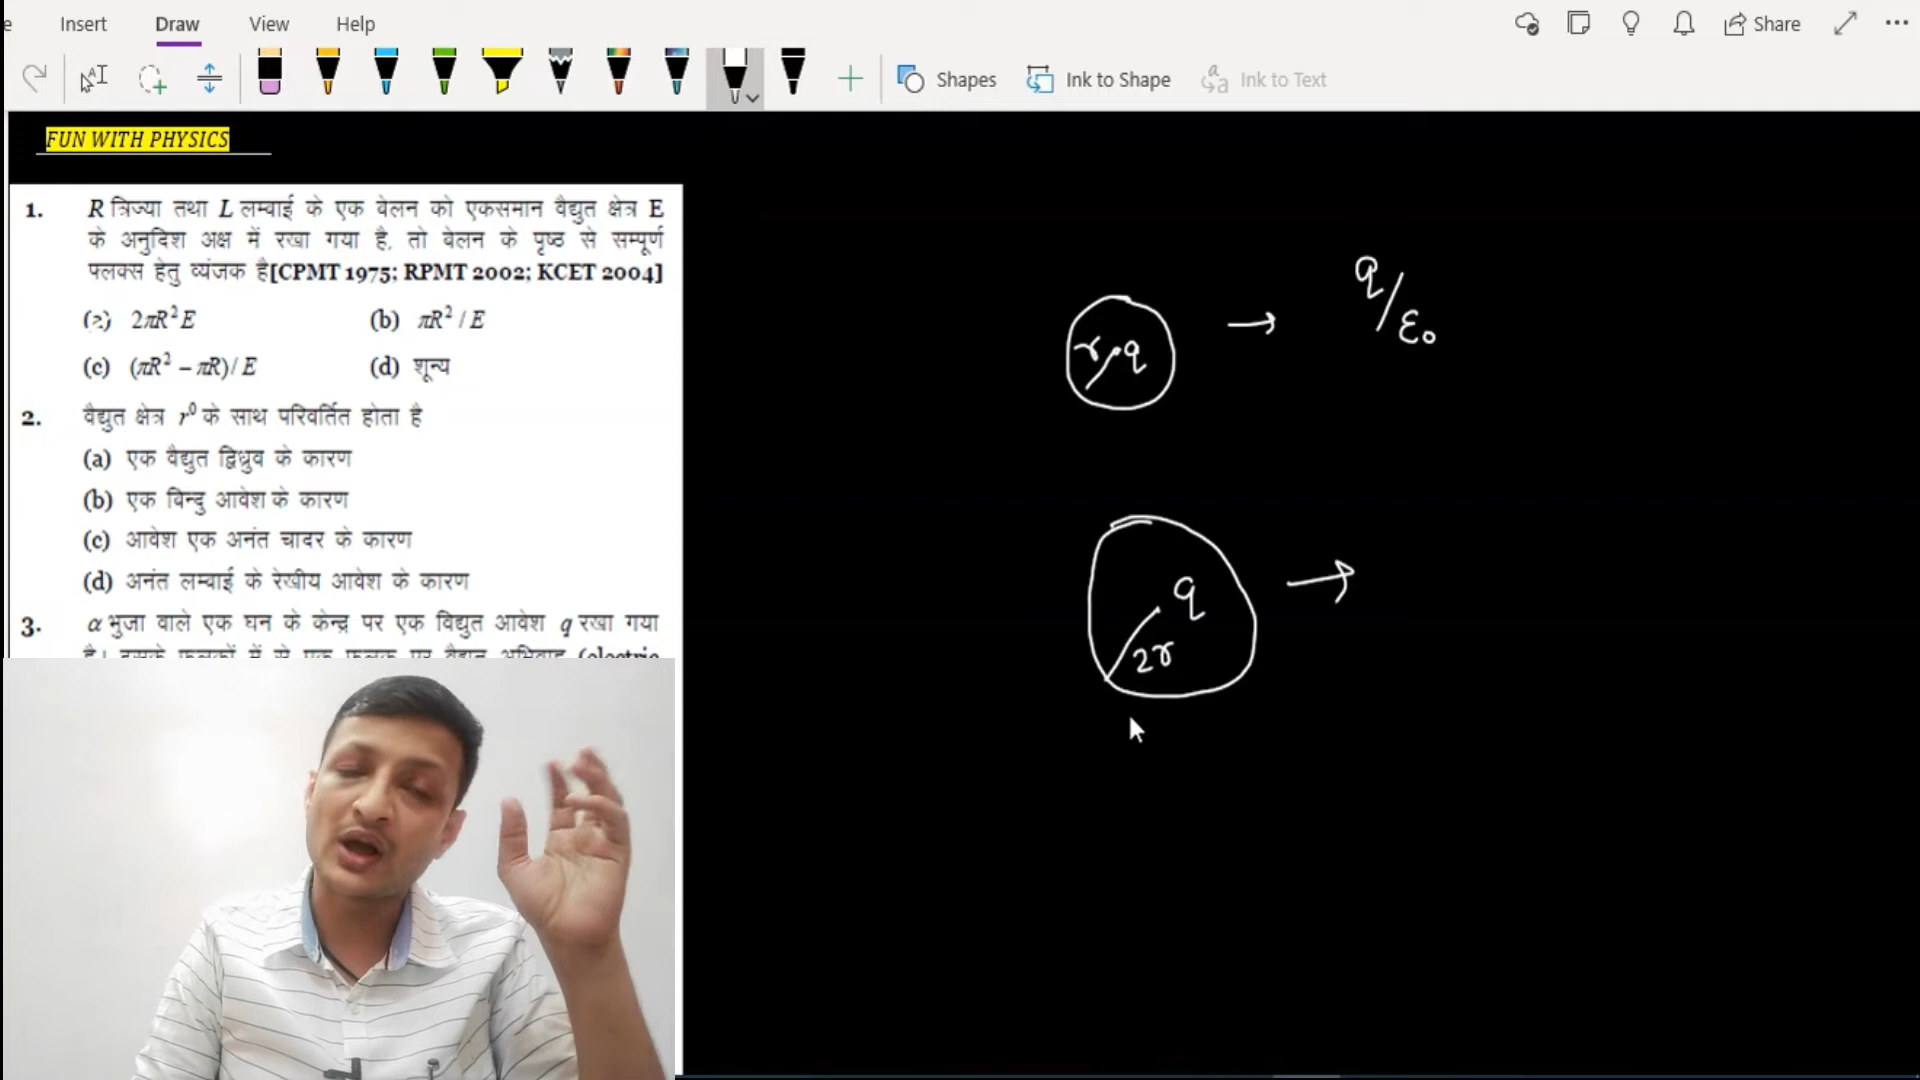 Insert Draw View Help Share
Shapes Ink to Shape Ink to Text
FUN WITH PHYSICS
1. R त्रिज्या तथा L लम्बाई के एक बेलन को एकसमान वैद्युत क्षेत्र E
के अनुदिश अक्ष में रखा गया है, तो बेलन के पृष्ठ से सम्पूर्ण
फ्लक्स हेतु व्यंजक है[CPMT 1975; RPMT 2002; KCET 2004]
(a) 2πR²E (b) πR² / E
(c) (πR² − πR)/ E (d) शून्य
2. वैद्युत क्षेत्र r⁰ के साथ परिवर्तित होता है
(a) एक वैद्युत द्विध्रुव के कारण
(b) एक बिन्दु आवेश के कारण
(c) आवेश एक अनंत चादर के कारण
(d) अनंत लम्बाई के रेखीय आवेश के कारण
3. α भुजा वाले एक घन के केन्द्र पर एक विद्युत आवेश q रखा गया
r q → q/ε₀
q
2r →